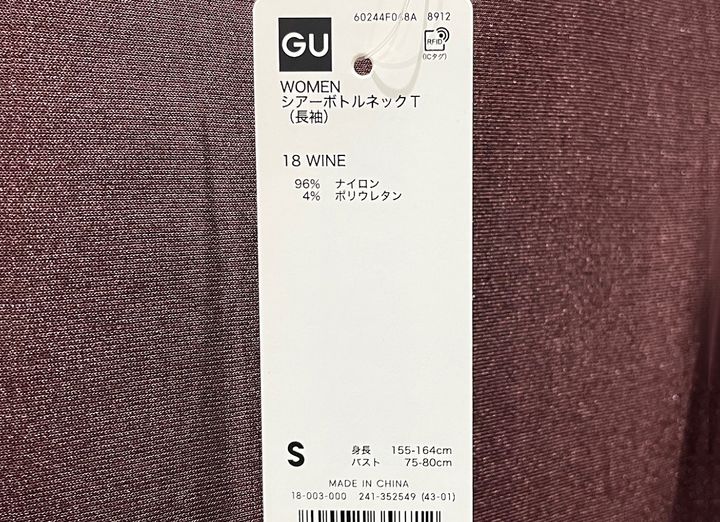 GU
8912
RFID
(ICタグ)
WOMEN
シアーボトルネックT
（長袖）
18 WINE
96% ナイロン
4% ポリウレタン
S
身長 155-164cm
バスト 75-80cm
MADE IN CHINA
18-003-000 241-352549 (43-01)